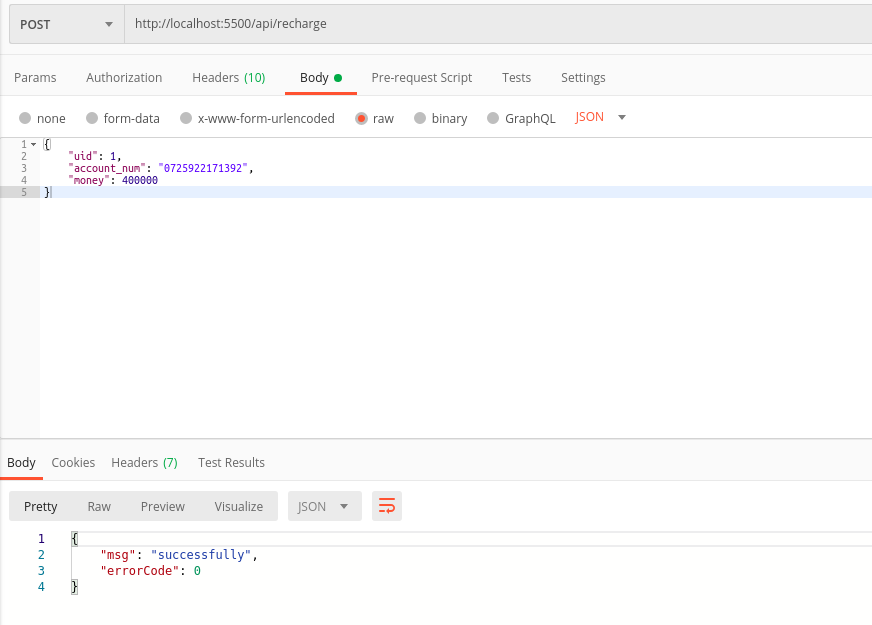 POST http://localhost:5500/api/recharge
Params Authorization Headers (10) Body Pre-request Script Tests Settings
none form-data x-www-form-urlencoded raw binary GraphQL JSON
1 {
2 "uid": 1,
3 "account_num": "0725922171392",
4 "money": 400000
5 }
Body Cookies Headers (7) Test Results
Pretty Raw Preview Visualize JSON
1 {
2 "msg": "successfully",
3 "errorCode": 0
4 }